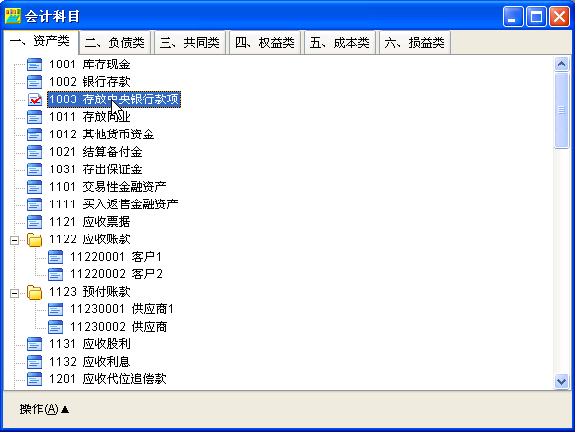 会计科目
一、资产类 二、负债类 三、共同类 四、权益类 五、成本类 六、损益类
1001 库存现金
1002 银行存款
1003 存放中央银行款项
1011 存放同业
1012 其他货币资金
1021 结算备付金
1031 存出保证金
1101 交易性金融资产
1111 买入返售金融资产
1121 应收票据
1122 应收账款
11220001 客户1
11220002 客户2
1123 预付账款
11230001 供应商1
11230002 供应商
1131 应收股利
1132 应收利息
1201 应收代位追偿款
操作(A)▲